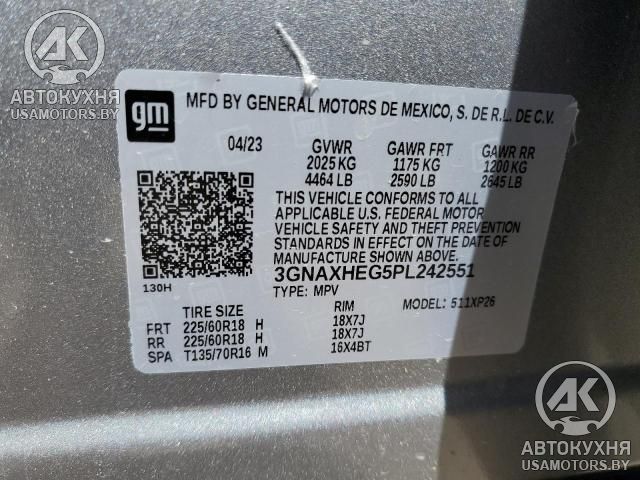 АК
АВТОКУХНЯ
USAMOTORS.BY
gm
MFD BY GENERAL MOTORS DE MEXICO, S. DE R.L. DE C.V.
04/23 GVWR GAWR FRT GAWR RR
2025 KG 1175 KG 1200 KG
4464 LB 2590 LB 2645 LB
THIS VEHICLE CONFORMS TO ALL
APPLICABLE U.S. FEDERAL MOTOR
VEHICLE SAFETY AND THEFT PREVENTION
STANDARDS IN EFFECT ON THE DATE OF
MANUFACTURE SHOWN ABOVE.
3GNAXHEG5PL242551
130H TYPE: MPV MODEL: 511XP26
TIRE SIZE RIM
FRT 225/60R18 H 18X7J
RR 225/60R18 H 18X7J
SPA T135/70R16 M 16X4BT
АК
АВТОКУХНЯ
USAMOTORS.BY